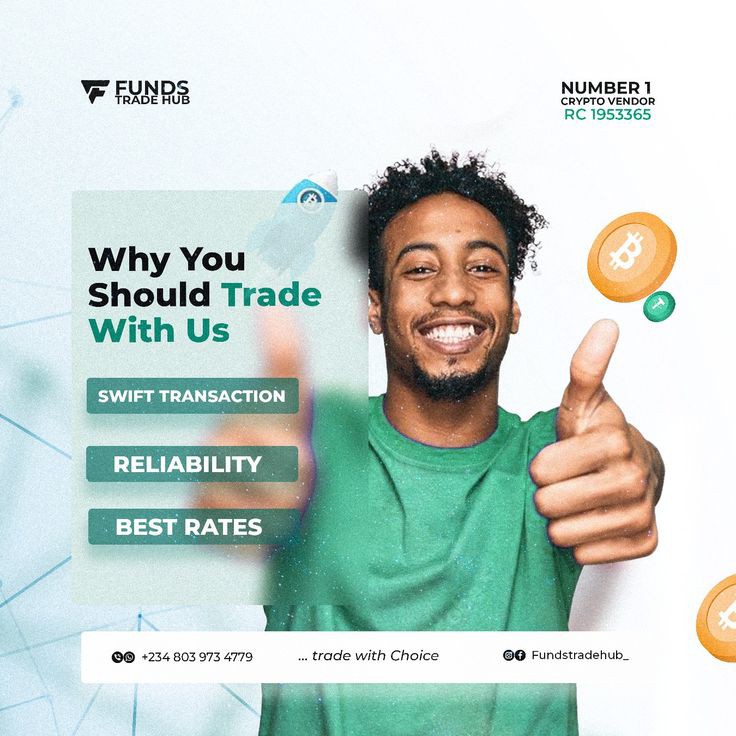 FUNDS
TRADE HUB
NUMBER 1
CRYPTO VENDOR
RC 1953365
Why You
Should Trade
With Us
SWIFT TRANSACTION
RELIABILITY
BEST RATES
+234 803 973 4779
... trade with Choice
Fundstradehub_